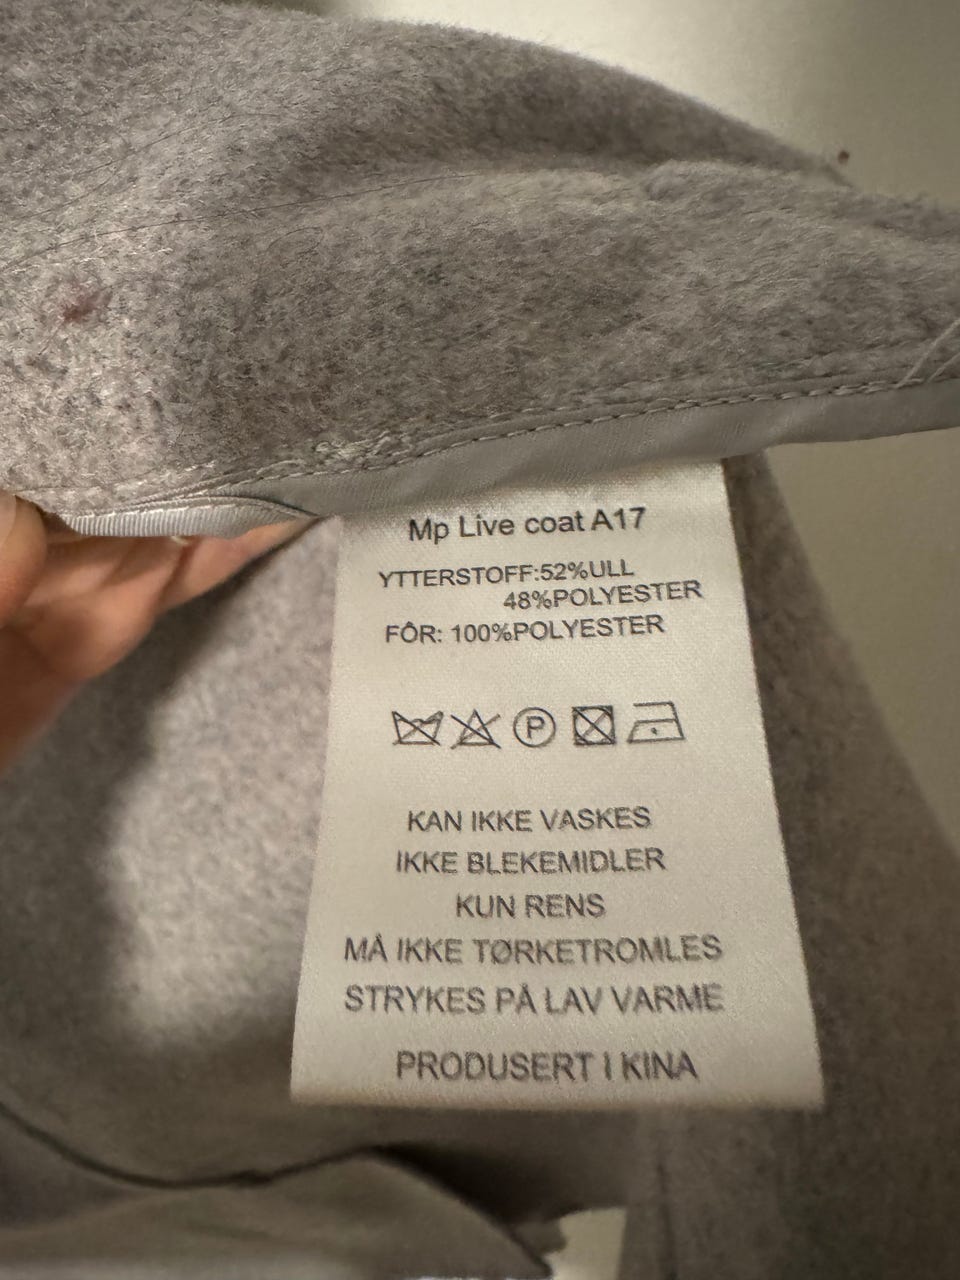 Mp Live coat A17
YTTERSTOFF:52%ULL
48%POLYESTER
FÔR: 100%POLYESTER
P
KAN IKKE VASKES
IKKE BLEKEMIDLER
KUN RENS
MÅ IKKE TØRKETROMLES
STRYKES PÅ LAV VARME
PRODUSERT I KINA